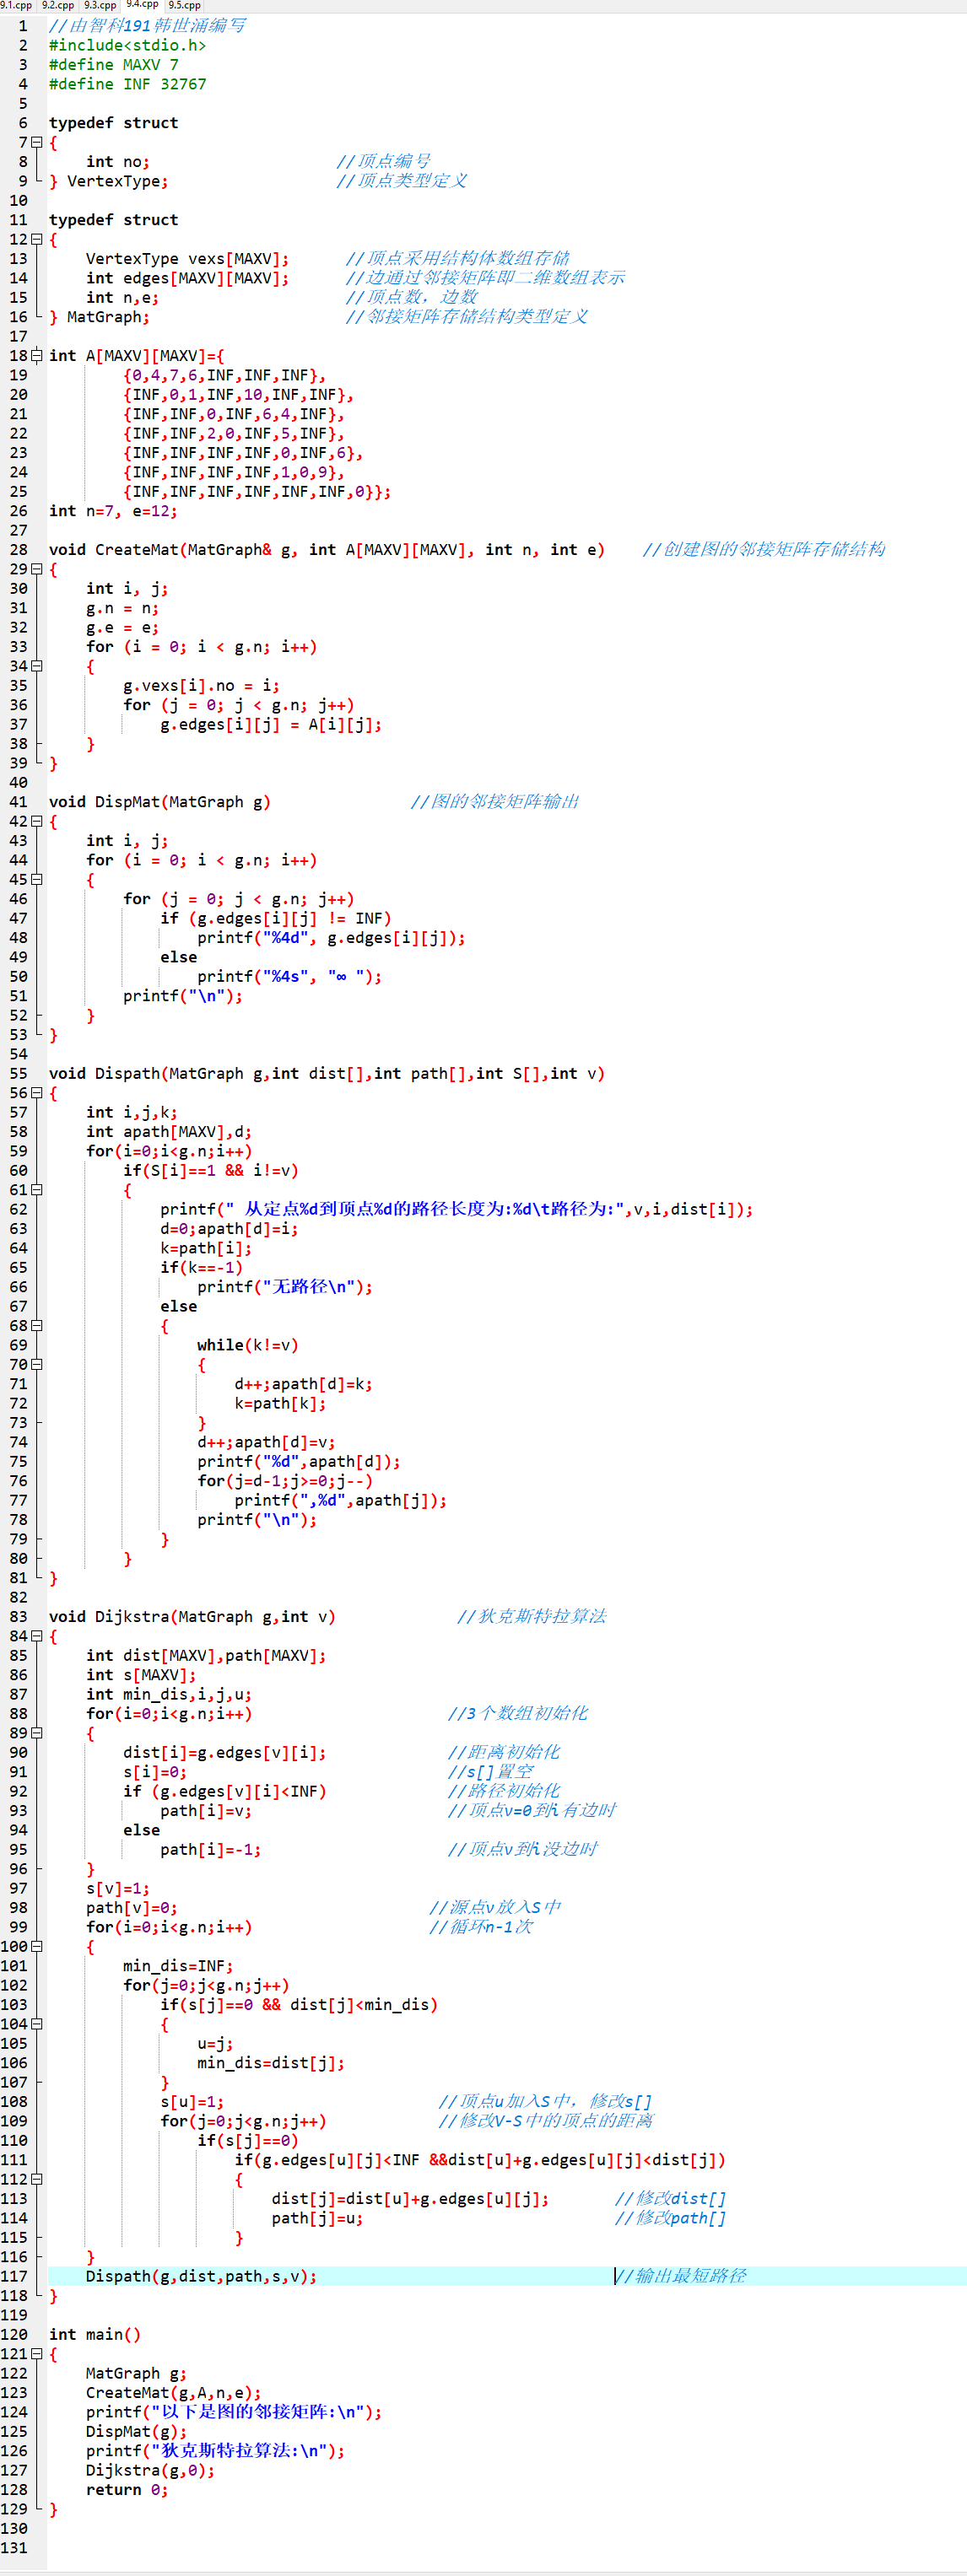 9.1.cpp 9.2.cpp 9.3.cpp 9.4.cpp 9.5.cpp
1 //由智科191韩世涌编写
2 #include<stdio.h>
3 #define MAXV 7
4 #define INF 32767
5
6 typedef struct
7 {
8 int no; //顶点编号
9 } VertexType; //顶点类型定义
10
11 typedef struct
12 {
13 VertexType vexs[MAXV]; //顶点采用结构体数组存储
14 int edges[MAXV][MAXV]; //边通过邻接矩阵即二维数组表示
15 int n,e; //顶点数，边数
16 } MatGraph; //邻接矩阵存储结构类型定义
17
18 int A[MAXV][MAXV]={
19 {0,4,7,6,INF,INF,INF},
20 {INF,0,1,INF,10,INF,INF},
21 {INF,INF,0,INF,6,4,INF},
22 {INF,INF,2,0,INF,5,INF},
23 {INF,INF,INF,INF,0,INF,6},
24 {INF,INF,INF,INF,1,0,9},
25 {INF,INF,INF,INF,INF,INF,0}};
26 int n=7, e=12;
27
28 void CreateMat(MatGraph& g, int A[MAXV][MAXV], int n, int e) //创建图的邻接矩阵存储结构
29 {
30 int i, j;
31 g.n = n;
32 g.e = e;
33 for (i = 0; i < g.n; i++)
34 {
35 g.vexs[i].no = i;
36 for (j = 0; j < g.n; j++)
37 g.edges[i][j] = A[i][j];
38 }
39 }
40
41 void DispMat(MatGraph g) //图的邻接矩阵输出
42 {
43 int i, j;
44 for (i = 0; i < g.n; i++)
45 {
46 for (j = 0; j < g.n; j++)
47 if (g.edges[i][j] != INF)
48 printf("%4d", g.edges[i][j]);
49 else
50 printf("%4s", "∞ ");
51 printf("\n");
52 }
53 }
54
55 void Dispath(MatGraph g,int dist[],int path[],int S[],int v)
56 {
57 int i,j,k;
58 int apath[MAXV],d;
59 for(i=0;i<g.n;i++)
60 if(S[i]==1 && i!=v)
61 {
62 printf(" 从定点%d到顶点%d的路径长度为:%d\t路径为:",v,i,dist[i]);
63 d=0;apath[d]=i;
64 k=path[i];
65 if(k==-1)
66 printf("无路径\n");
67 else
68 {
69 while(k!=v)
70 {
71 d++;apath[d]=k;
72 k=path[k];
73 }
74 d++;apath[d]=v;
75 printf("%d",apath[d]);
76 for(j=d-1;j>=0;j--)
77 printf(",%d",apath[j]);
78 printf("\n");
79 }
80 }
81 }
82
83 void Dijkstra(MatGraph g,int v) //狄克斯特拉算法
84 {
85 int dist[MAXV],path[MAXV];
86 int s[MAXV];
87 int min_dis,i,j,u;
88 for(i=0;i<g.n;i++) //3个数组初始化
89 {
90 dist[i]=g.edges[v][i]; //距离初始化
91 s[i]=0; //s[]置空
92 if (g.edges[v][i]<INF) //路径初始化
93 path[i]=v; //顶点v=0到i有边时
94 else
95 path[i]=-1; //顶点v到i没边时
96 }
97 s[v]=1;
98 path[v]=0; //源点v放入S中
99 for(i=0;i<g.n;i++) //循环n-1次
100 {
101 min_dis=INF;
102 for(j=0;j<g.n;j++)
103 if(s[j]==0 && dist[j]<min_dis)
104 {
105 u=j;
106 min_dis=dist[j];
107 }
108 s[u]=1; //顶点u加入S中，修改s[]
109 for(j=0;j<g.n;j++) //修改V-S中的顶点的距离
110 if(s[j]==0)
111 if(g.edges[u][j]<INF &&dist[u]+g.edges[u][j]<dist[j])
112 {
113 dist[j]=dist[u]+g.edges[u][j]; //修改dist[]
114 path[j]=u; //修改path[]
115 }
116 }
117 Dispath(g,dist,path,s,v); //输出最短路径
118 }
119
120 int main()
121 {
122 MatGraph g;
123 CreateMat(g,A,n,e);
124 printf("以下是图的邻接矩阵:\n");
125 DispMat(g);
126 printf("狄克斯特拉算法:\n");
127 Dijkstra(g,0);
128 return 0;
129 }
130
131